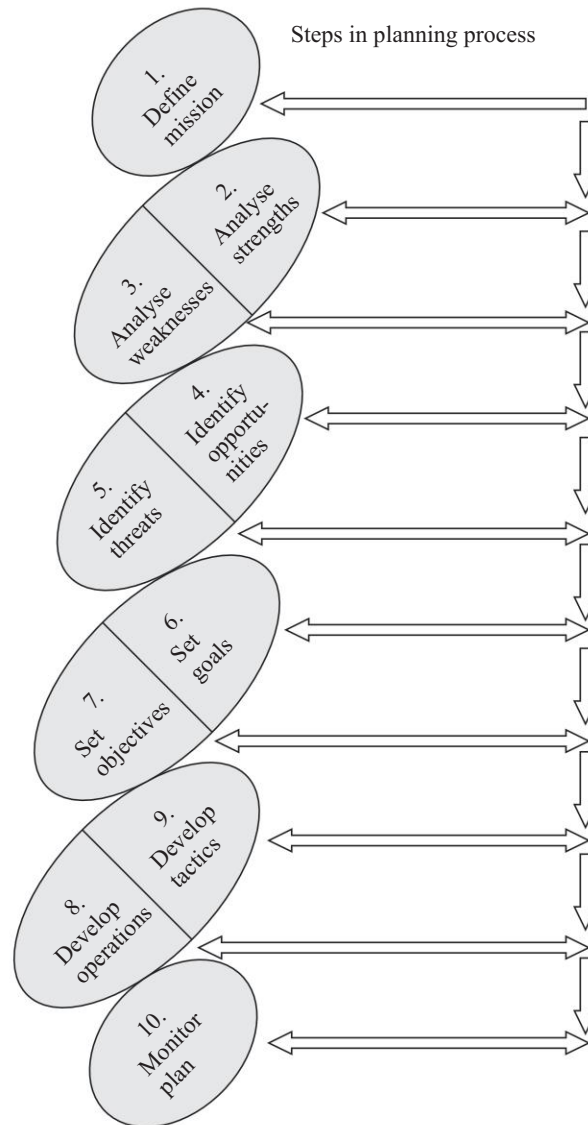 Steps in planning process
1.
Define
mission
2.
Analyse
strengths
3.
Analyse
weaknesses
4.
Identify
opportu-
nities
5.
Identify
threats
6.
Set
goals
7.
Set
objectives
9.
Develop
tactics
8.
Develop
operations
10.
Monitor
plan